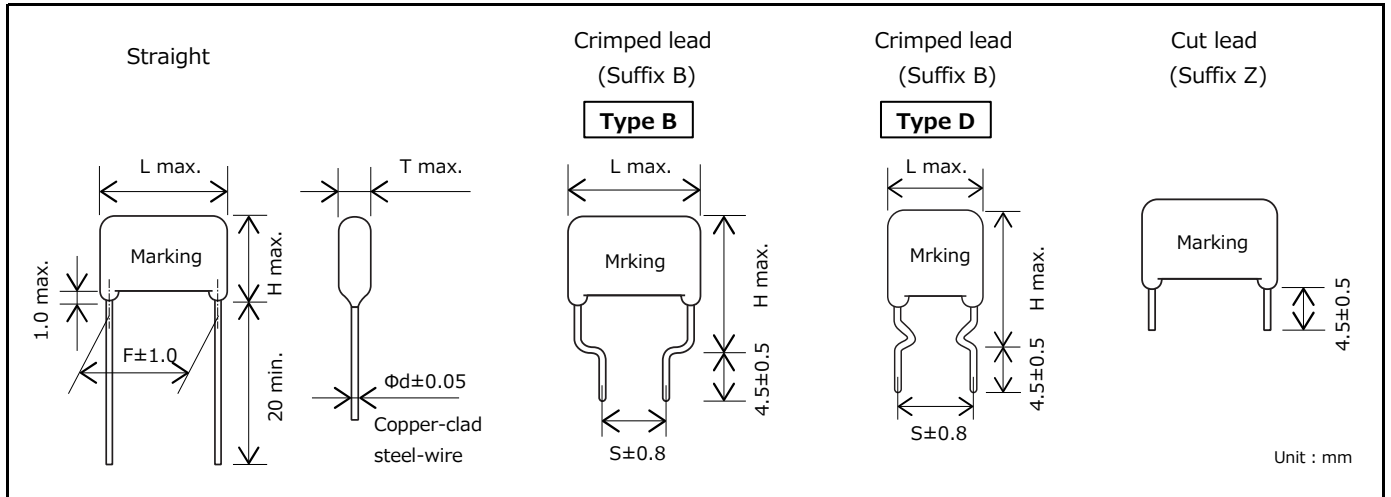 Straight
L max.
T max.
Marking
H max.
1.0 max.
F±1.0
20 min.
Φd±0.05
Copper-clad
steel-wire
Crimped lead
(Suffix B)
Type B
L max.
Mrking
H max.
4.5±0.5
S±0.8
Crimped lead
(Suffix B)
Type D
L max.
Mrking
H max.
4.5±0.5
S±0.8
Cut lead
(Suffix Z)
Marking
4.5±0.5
Unit : mm